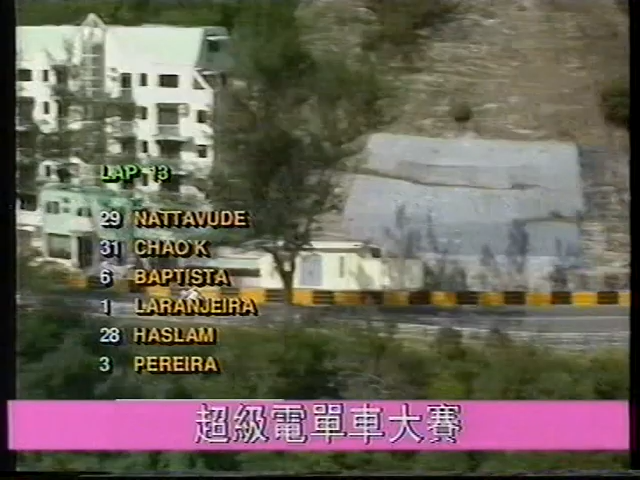 LAP 13
29 NATTAVUDE
31 CHAO K
6 BAPTISTA
1 LARANJEIRA
28 HASLAM
3 PEREIRA
超級電單車大賽